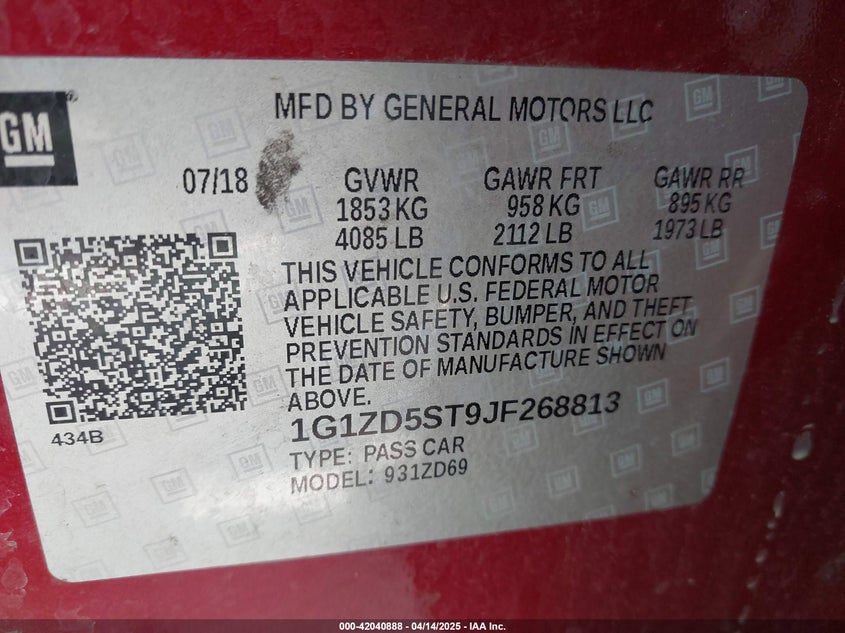 GM
MFD BY GENERAL MOTORS LLC
07/18 GVWR GAWR FRT GAWR RR
1853 KG 958 KG 895 KG
4085 LB 2112 LB 1973 LB
THIS VEHICLE CONFORMS TO ALL
APPLICABLE U.S. FEDERAL MOTOR
VEHICLE SAFETY, BUMPER, AND THEFT
PREVENTION STANDARDS IN EFFECT ON
THE DATE OF MANUFACTURE SHOWN
ABOVE.
434B
1G1ZD5ST9JF268813
TYPE: PASS CAR
MODEL: 931ZD69
000-42040888 - 04/14/2025 - IAA Inc.